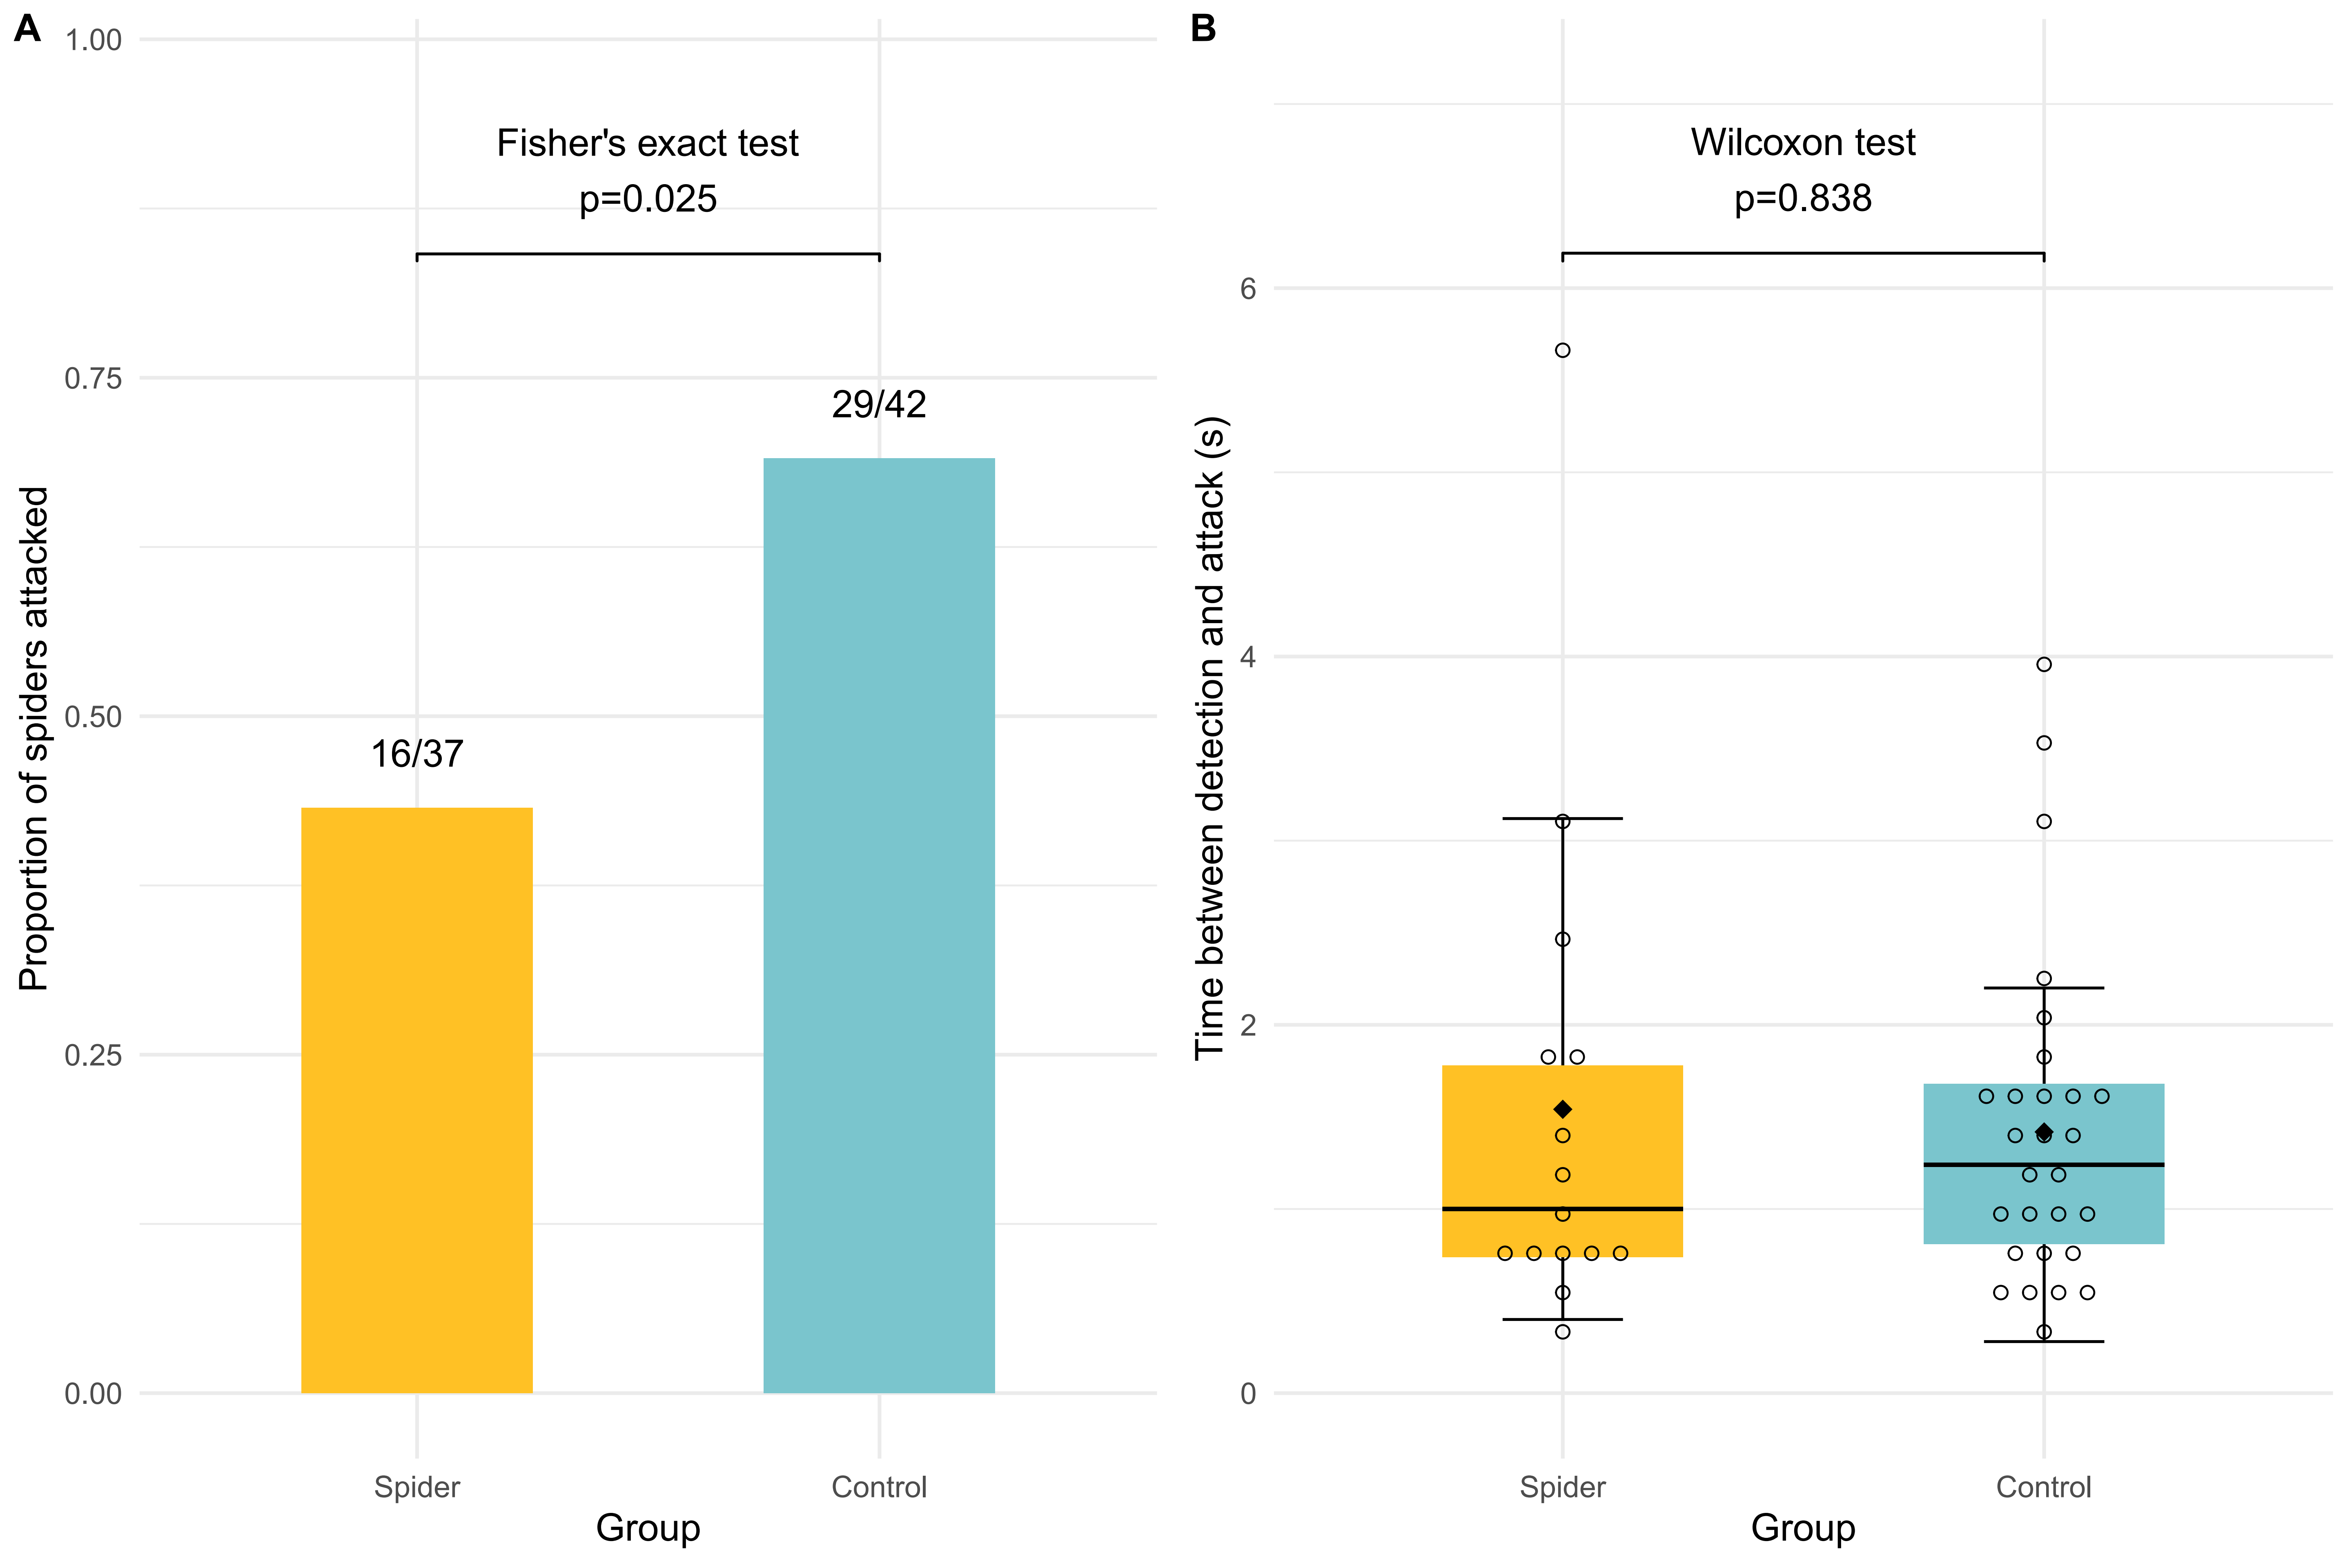 A
1.00
0.75
0.50
0.25
0.00
Proportion of spiders attacked
Fisher's exact test
p=0.025
16/37
29/42
Spider
Control
Group
B
6
4
2
0
Time between detection and attack (s)
Wilcoxon test
p=0.838
Spider
Control
Group